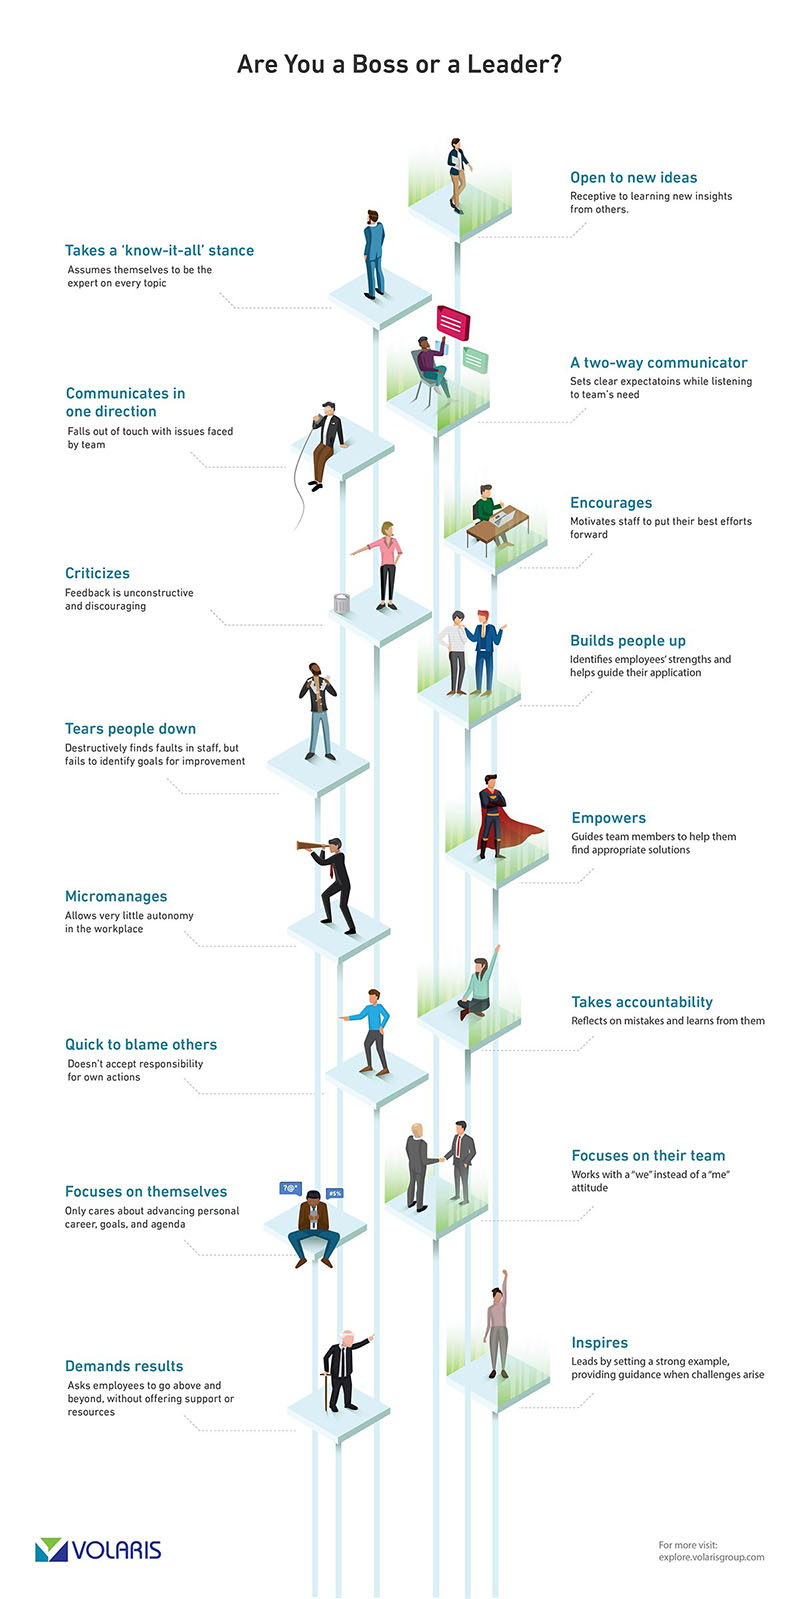 Are You a Boss or a Leader?
Open to new ideas
Receptive to learning new insights
from others.
Takes a ‘know-it-all’ stance
Assumes themselves to be the
expert on every topic
A two-way communicator
Sets clear expectatoins while listening
to team's need
Communicates in
one direction
Falls out of touch with issues faced
by team
Encourages
Motivates staff to put their best efforts
forward
Criticizes
Feedback is unconstructive
and discouraging
Builds people up
Identifies employees' strengths and
helps guide their application
Tears people down
Destructively finds faults in staff, but
fails to identify goals for improvement
Empowers
Guides team members to help them
find appropriate solutions
Micromanages
Allows very little autonomy
in the workplace
Takes accountability
Reflects on mistakes and learns from them
Quick to blame others
Doesn't accept responsibility
for own actions
Focuses on their team
Works with a “we” instead of a “me”
attitude
Focuses on themselves
Only cares about advancing personal
career, goals, and agenda
?@*
#$%
Inspires
Leads by setting a strong example,
providing guidance when challenges arise
Demands results
Asks employees to go above and
beyond, without offering support or
resources
VOLARIS
For more visit:
explore.volarisgroup.com